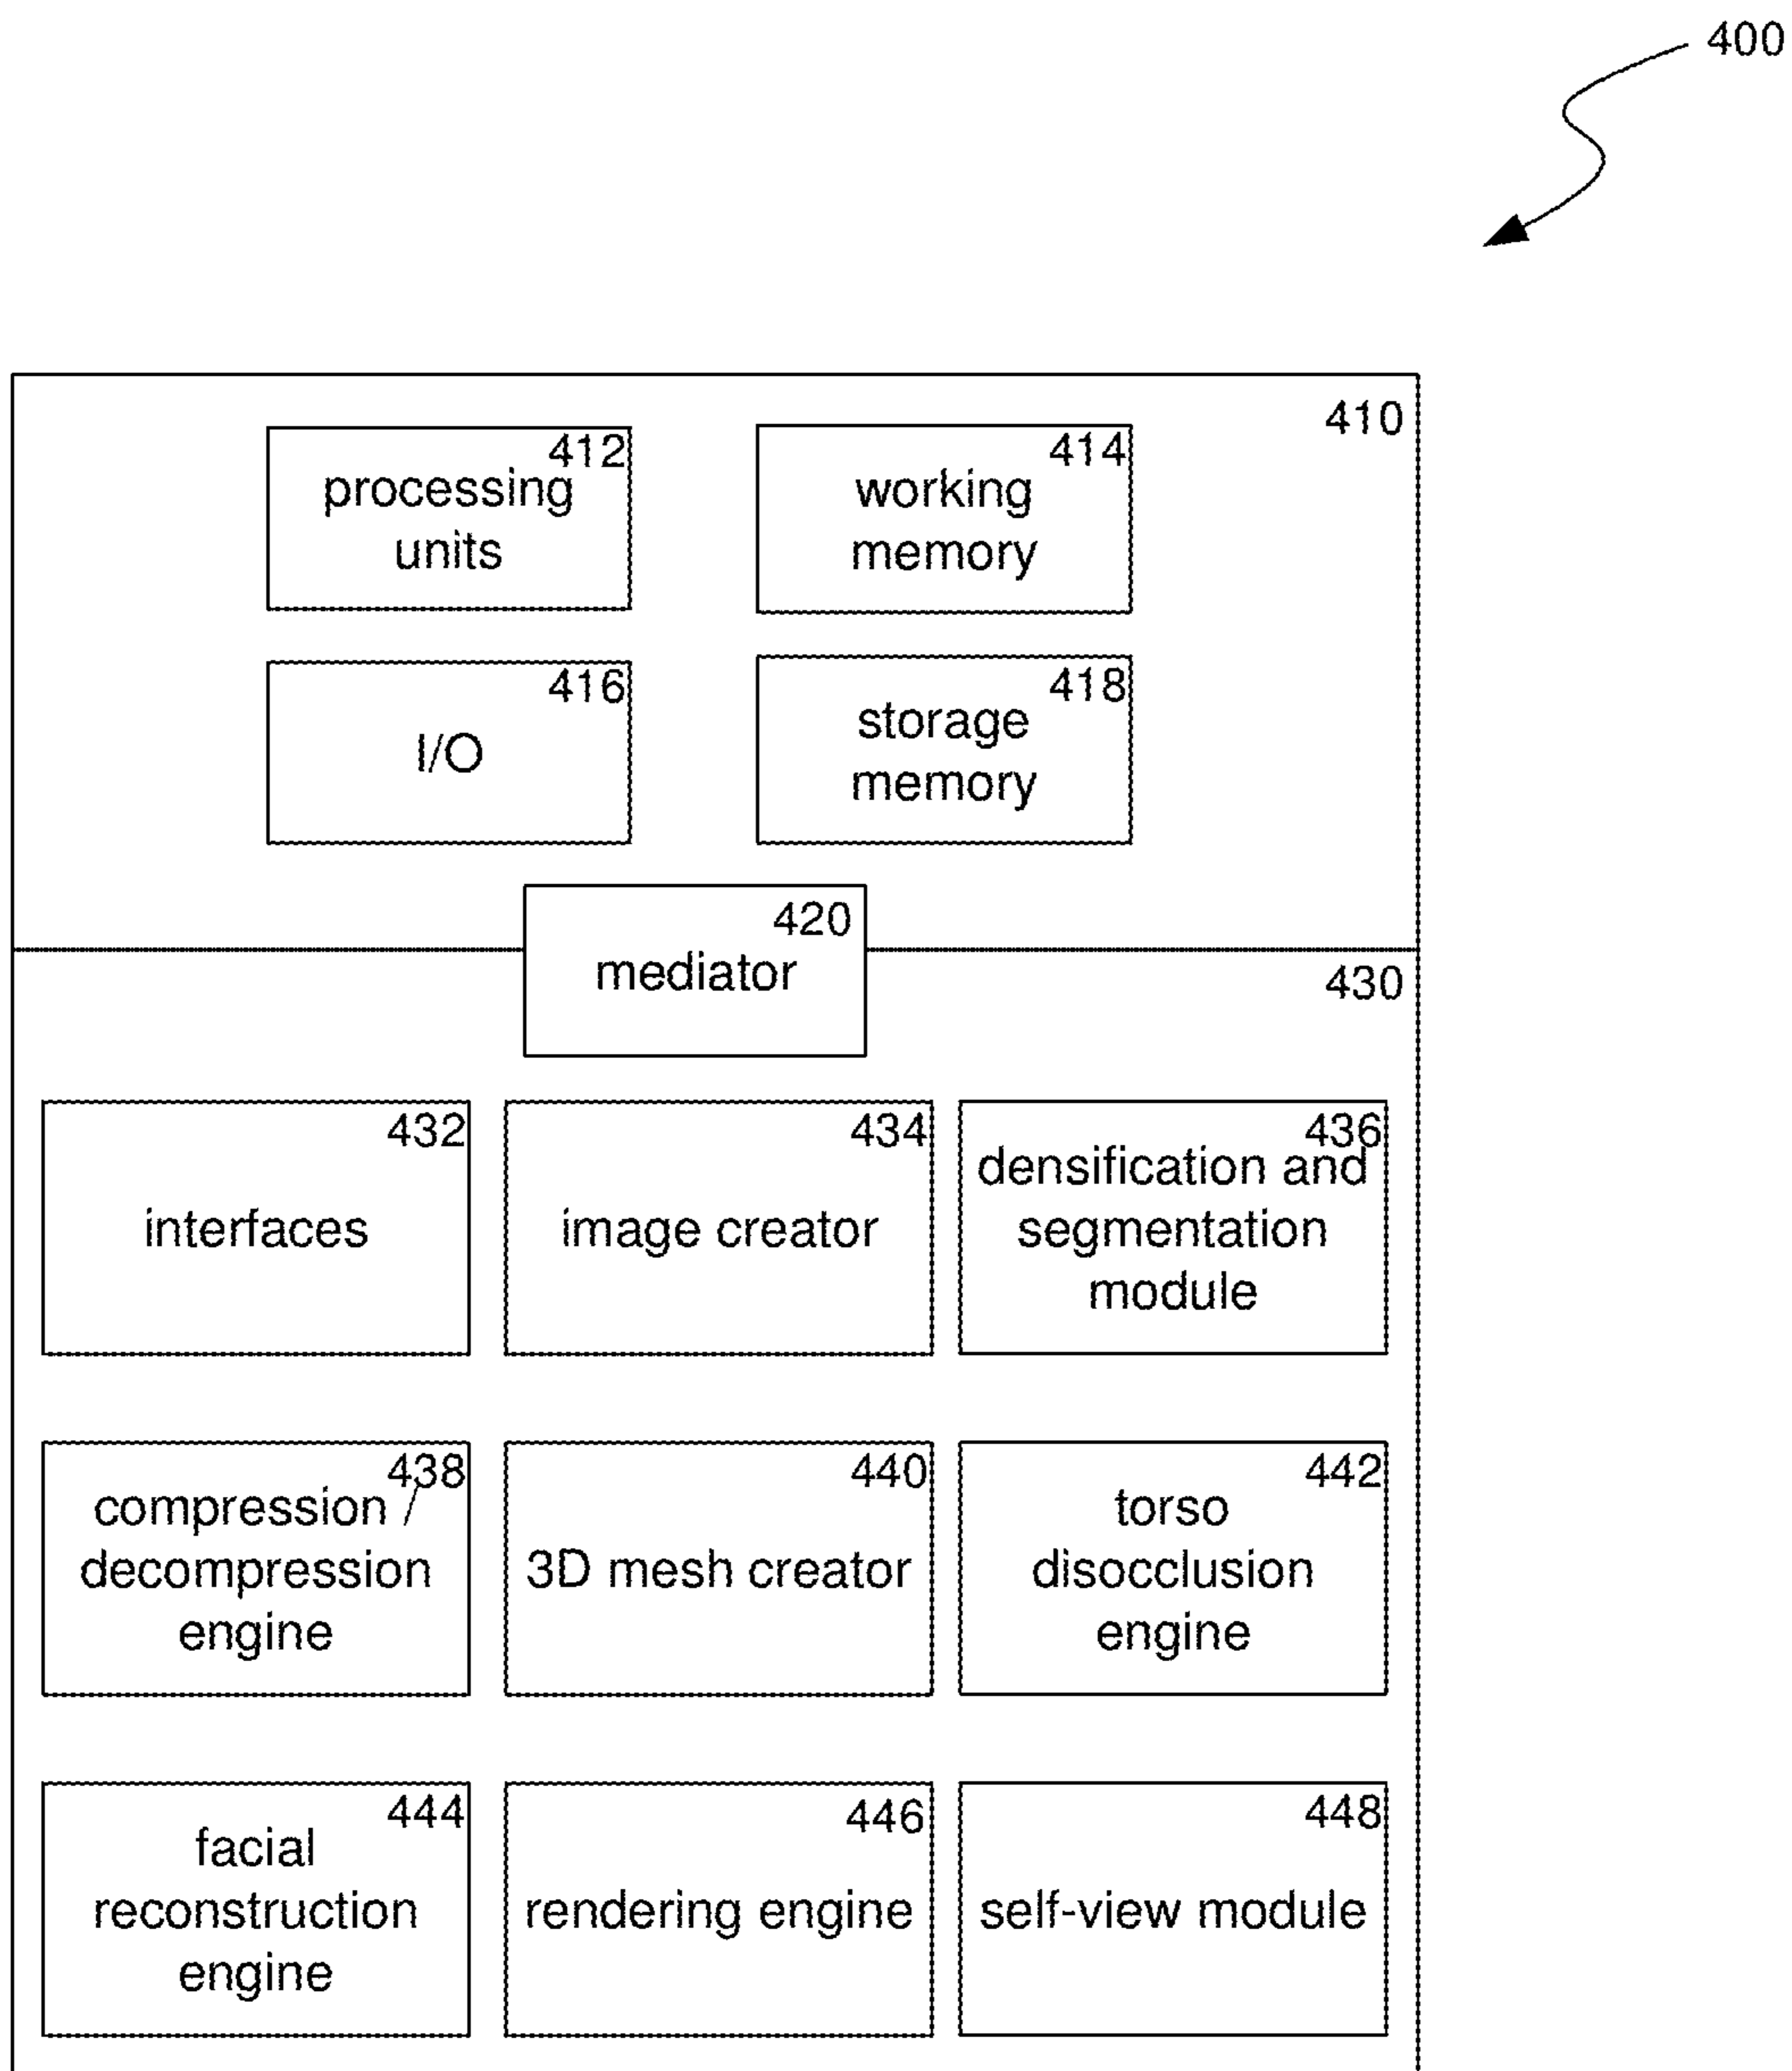 400
410
412
processing
units
414
working
memory
416
I/O
418
storage
memory
420
mediator
430
432
interfaces
434
image creator
436
densification and
segmentation
module
438
compression /
decompression
engine
440
3D mesh creator
442
torso
disocclusion
engine
444
facial
reconstruction
engine
446
rendering engine
448
self-view module